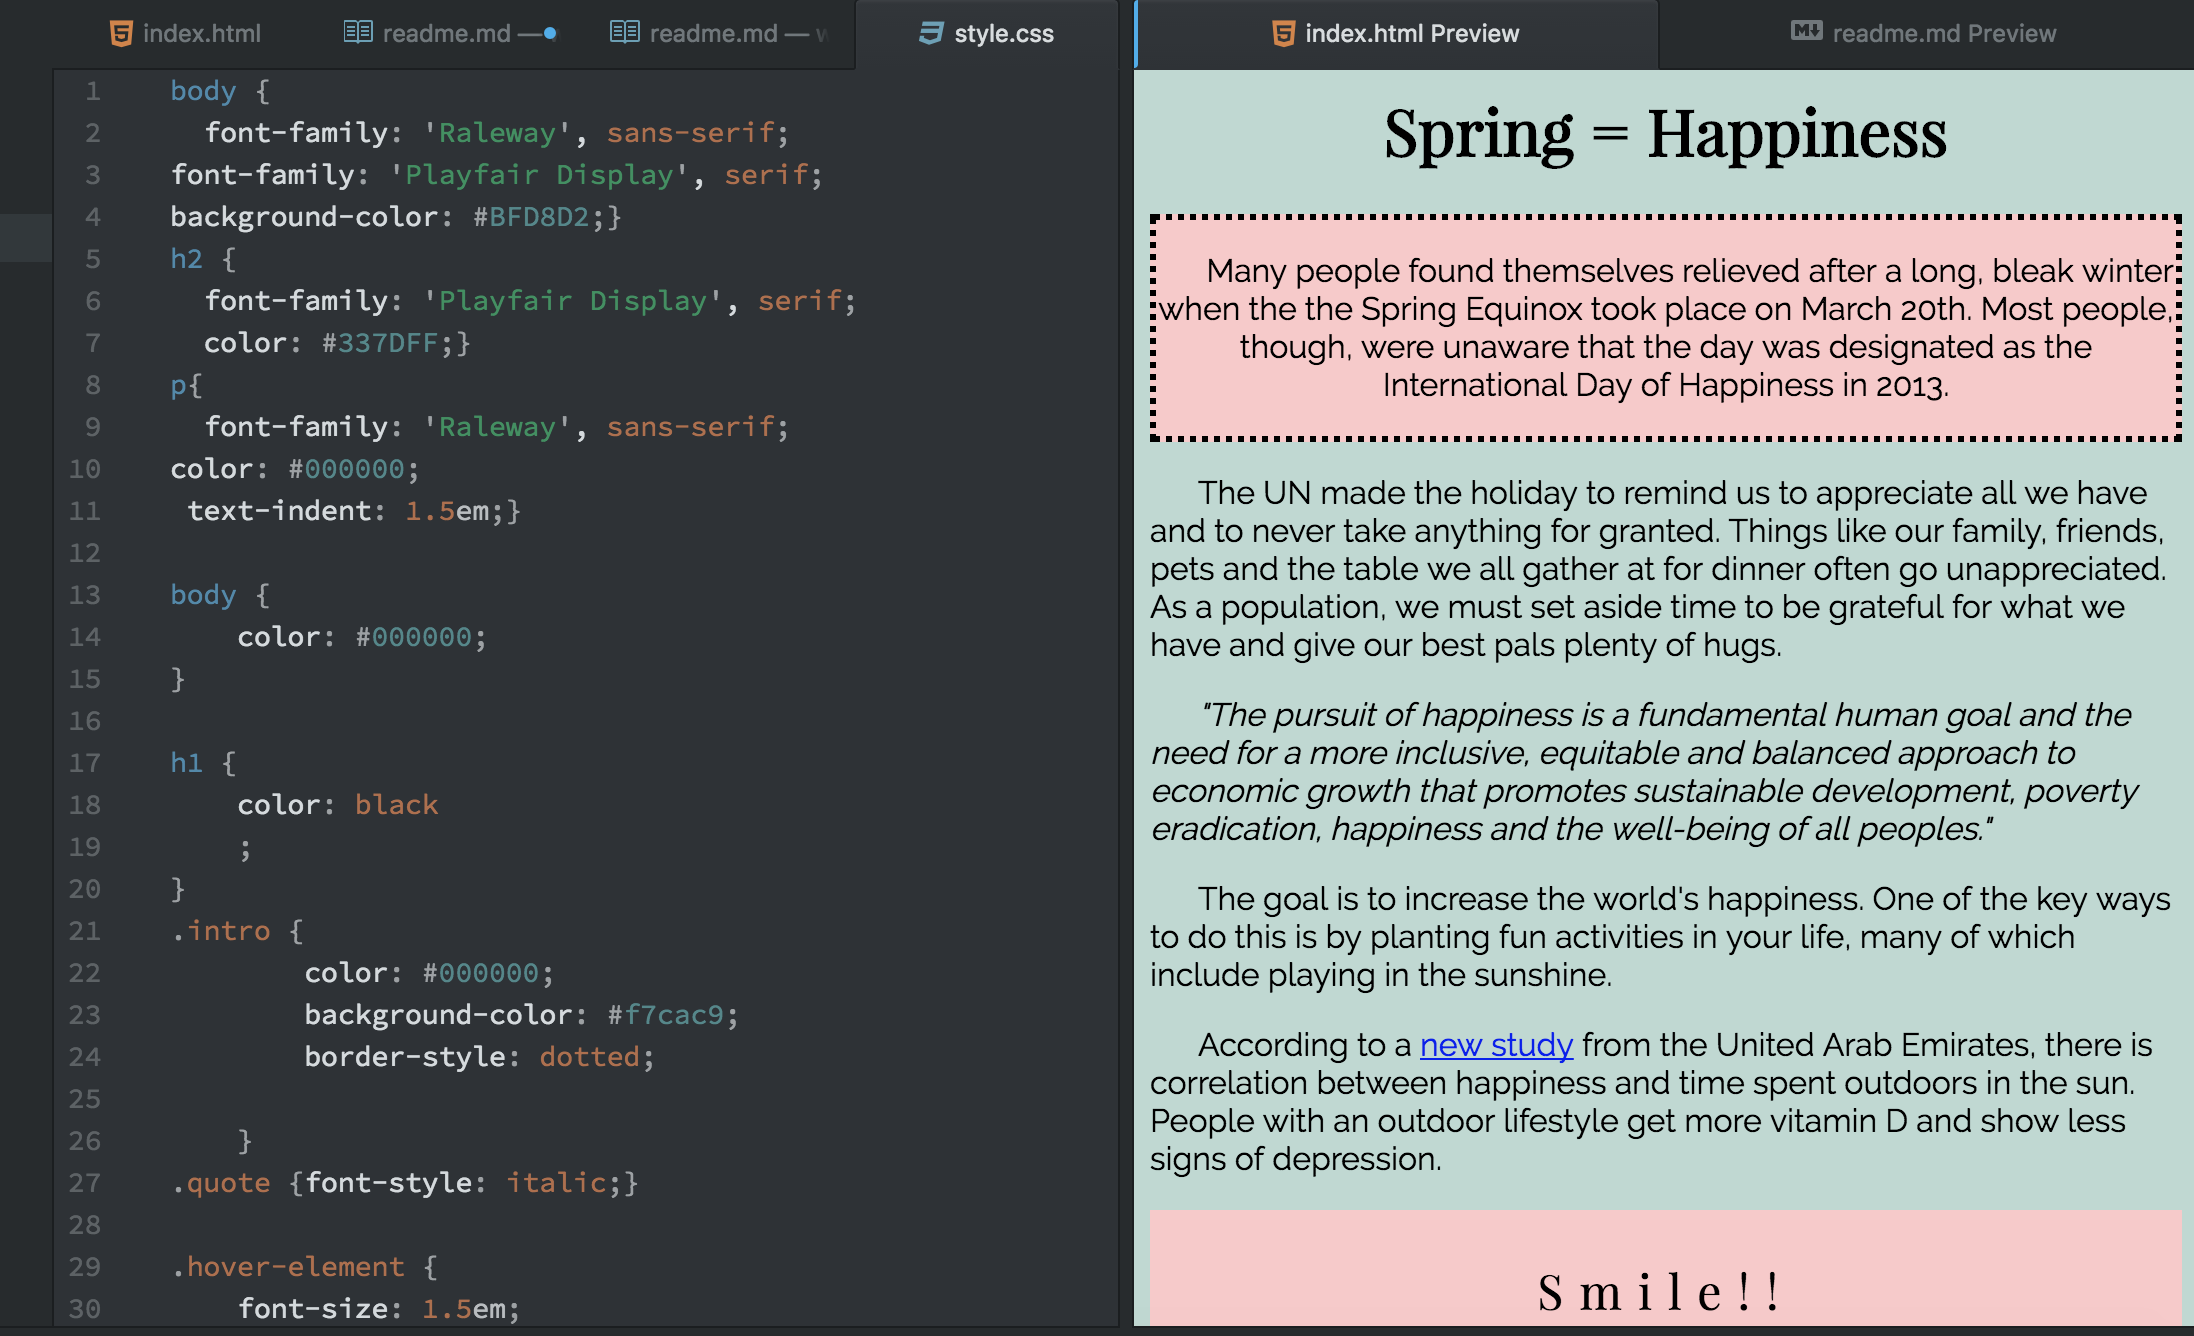 index.html
readme.md —
readme.md — w
style.css
index.html Preview
readme.md Preview
1 body {
2 font-family: 'Raleway', sans-serif;
3 font-family: 'Playfair Display', serif;
4 background-color: #BFD8D2;}
5 h2 {
6 font-family: 'Playfair Display', serif;
7 color: #337DFF;}
8 p{
9 font-family: 'Raleway', sans-serif;
10 color: #000000;
11 text-indent: 1.5em;}
12
13 body {
14 color: #000000;
15 }
16
17 h1 {
18 color: black
19 ;
20 }
21 .intro {
22 color: #000000;
23 background-color: #f7cac9;
24 border-style: dotted;
25
26 }
27 .quote {font-style: italic;}
28
29 .hover-element {
30 font-size: 1.5em;
Spring = Happiness
Many people found themselves relieved after a long, bleak winter
when the the Spring Equinox took place on March 20th. Most people,
though, were unaware that the day was designated as the
International Day of Happiness in 2013.
The UN made the holiday to remind us to appreciate all we have
and to never take anything for granted. Things like our family, friends,
pets and the table we all gather at for dinner often go unappreciated.
As a population, we must set aside time to be grateful for what we
have and give our best pals plenty of hugs.
"The pursuit of happiness is a fundamental human goal and the
need for a more inclusive, equitable and balanced approach to
economic growth that promotes sustainable development, poverty
eradication, happiness and the well-being of all peoples."
The goal is to increase the world's happiness. One of the key ways
to do this is by planting fun activities in your life, many of which
include playing in the sunshine.
According to a new study from the United Arab Emirates, there is
correlation between happiness and time spent outdoors in the sun.
People with an outdoor lifestyle get more vitamin D and show less
signs of depression.
Smile!!